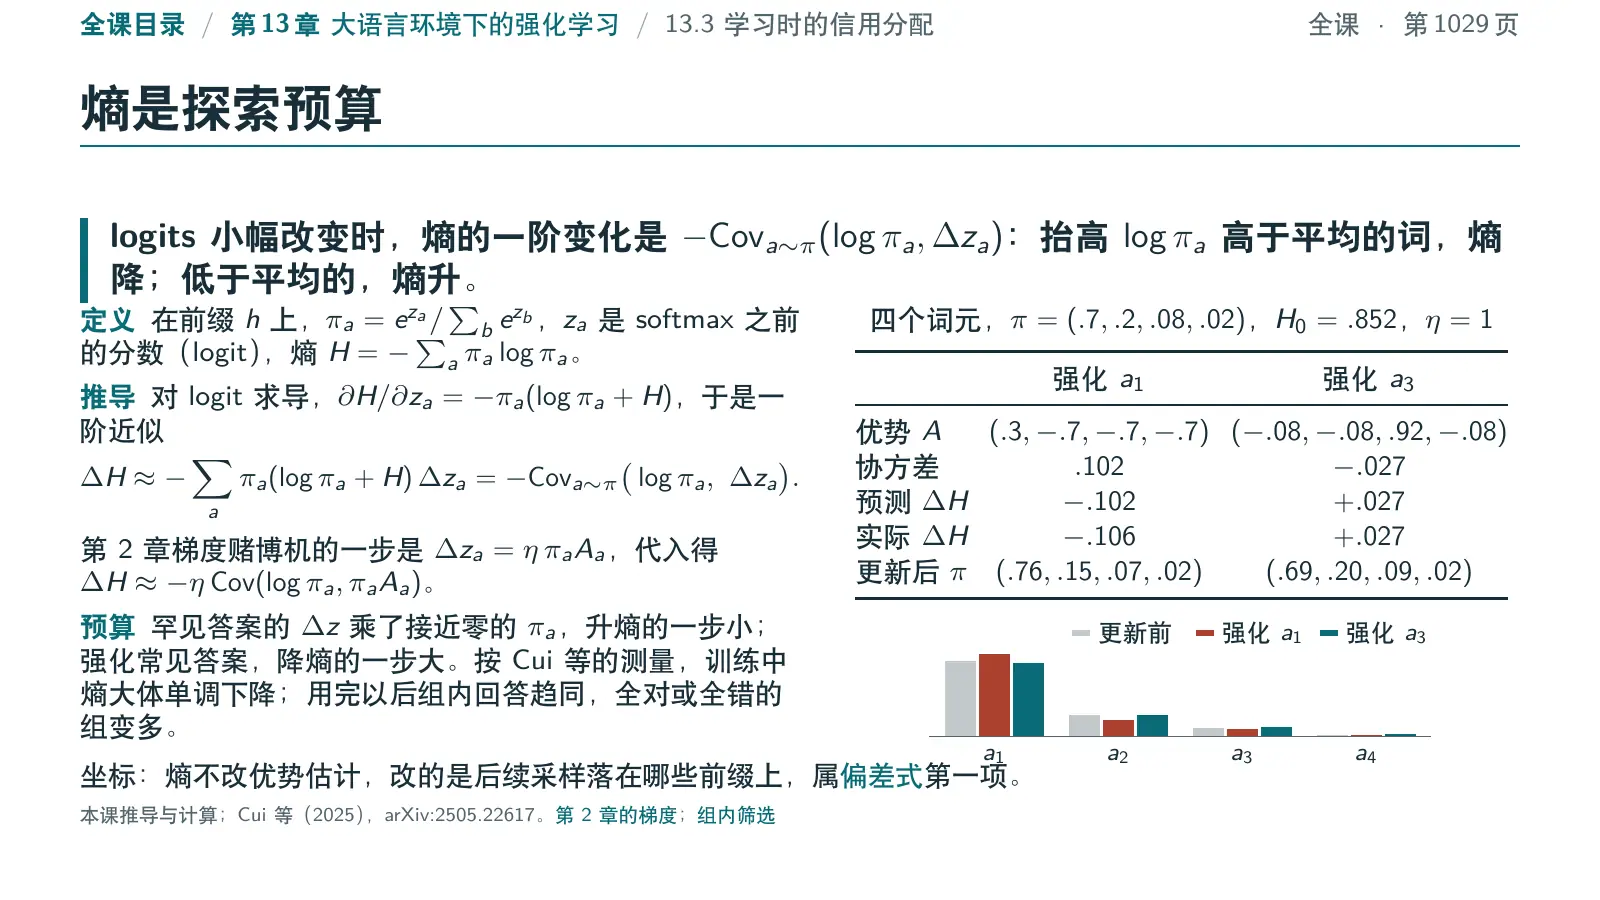 全课目录 / 第13章 大语言环境下的强化学习 / 13.3 学习时的信用分配
全课 · 第1029页
熵是探索预算
logits 小幅改变时，熵的一阶变化是 −Cov_{a∼π}(log π_a, Δz_a)：抬高 log π_a 高于平均的词，熵
降；低于平均的，熵升。
定义 在前缀 h 上，π_a = e^{z_a}/∑_b e^{z_b}，z_a 是 softmax 之前
的分数（logit），熵 H = −∑_a π_a log π_a。
推导 对 logit 求导，∂H/∂z_a = −π_a(log π_a + H)，于是一
阶近似
ΔH ≈ −∑_a π_a(log π_a + H) Δz_a = −Cov_{a∼π}(log π_a, Δz_a).
第 2 章梯度赌博机的一步是 Δz_a = η π_a A_a，代入得
ΔH ≈ −η Cov(log π_a, π_a A_a)。
预算 罕见答案的 Δz 乘了接近零的 π_a，升熵的一步小；
强化常见答案，降熵的一步大。按 Cui 等的测量，训练中
熵大体单调下降；用完以后组内回答趋同，全对或全错的
组变多。
四个词元，π = (.7, .2, .08, .02)，H_0 = .852，η = 1
强化 a_1 强化 a_3
优势 A (.3, −.7, −.7, −.7) (−.08, −.08, .92, −.08)
协方差 .102 −.027
预测 ΔH −.102 +.027
实际 ΔH −.106 +.027
更新后 π (.76, .15, .07, .02) (.69, .20, .09, .02)
更新前 强化 a_1 强化 a_3
a_1 a_2 a_3 a_4
坐标：熵不改优势估计，改的是后续采样落在哪些前缀上，属偏差式第一项。
本课推导与计算；Cui 等（2025），arXiv:2505.22617。第 2 章的梯度；组内筛选